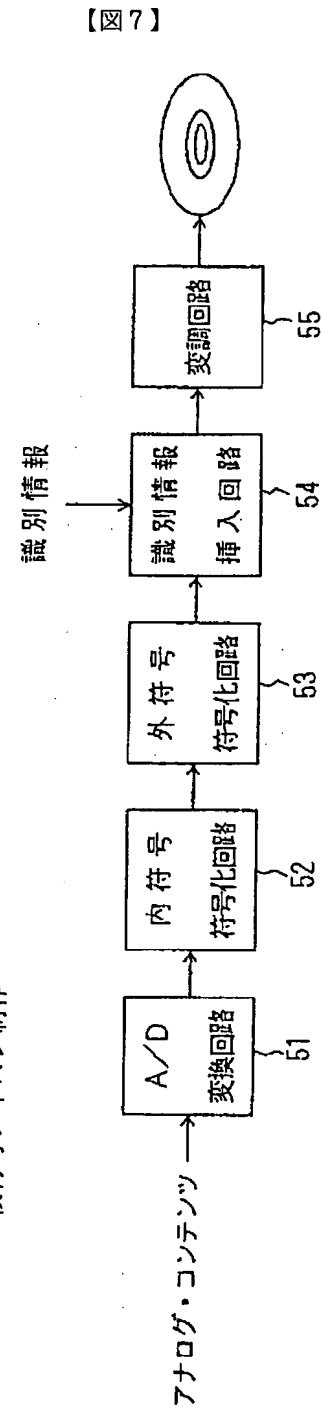 【図7】
識別情報
アナログ・コンテンツ
A/D
変換回路
51
内符号
符号化回路
52
外符号
符号化回路
53
識別情報
挿入回路
54
変調回路
55